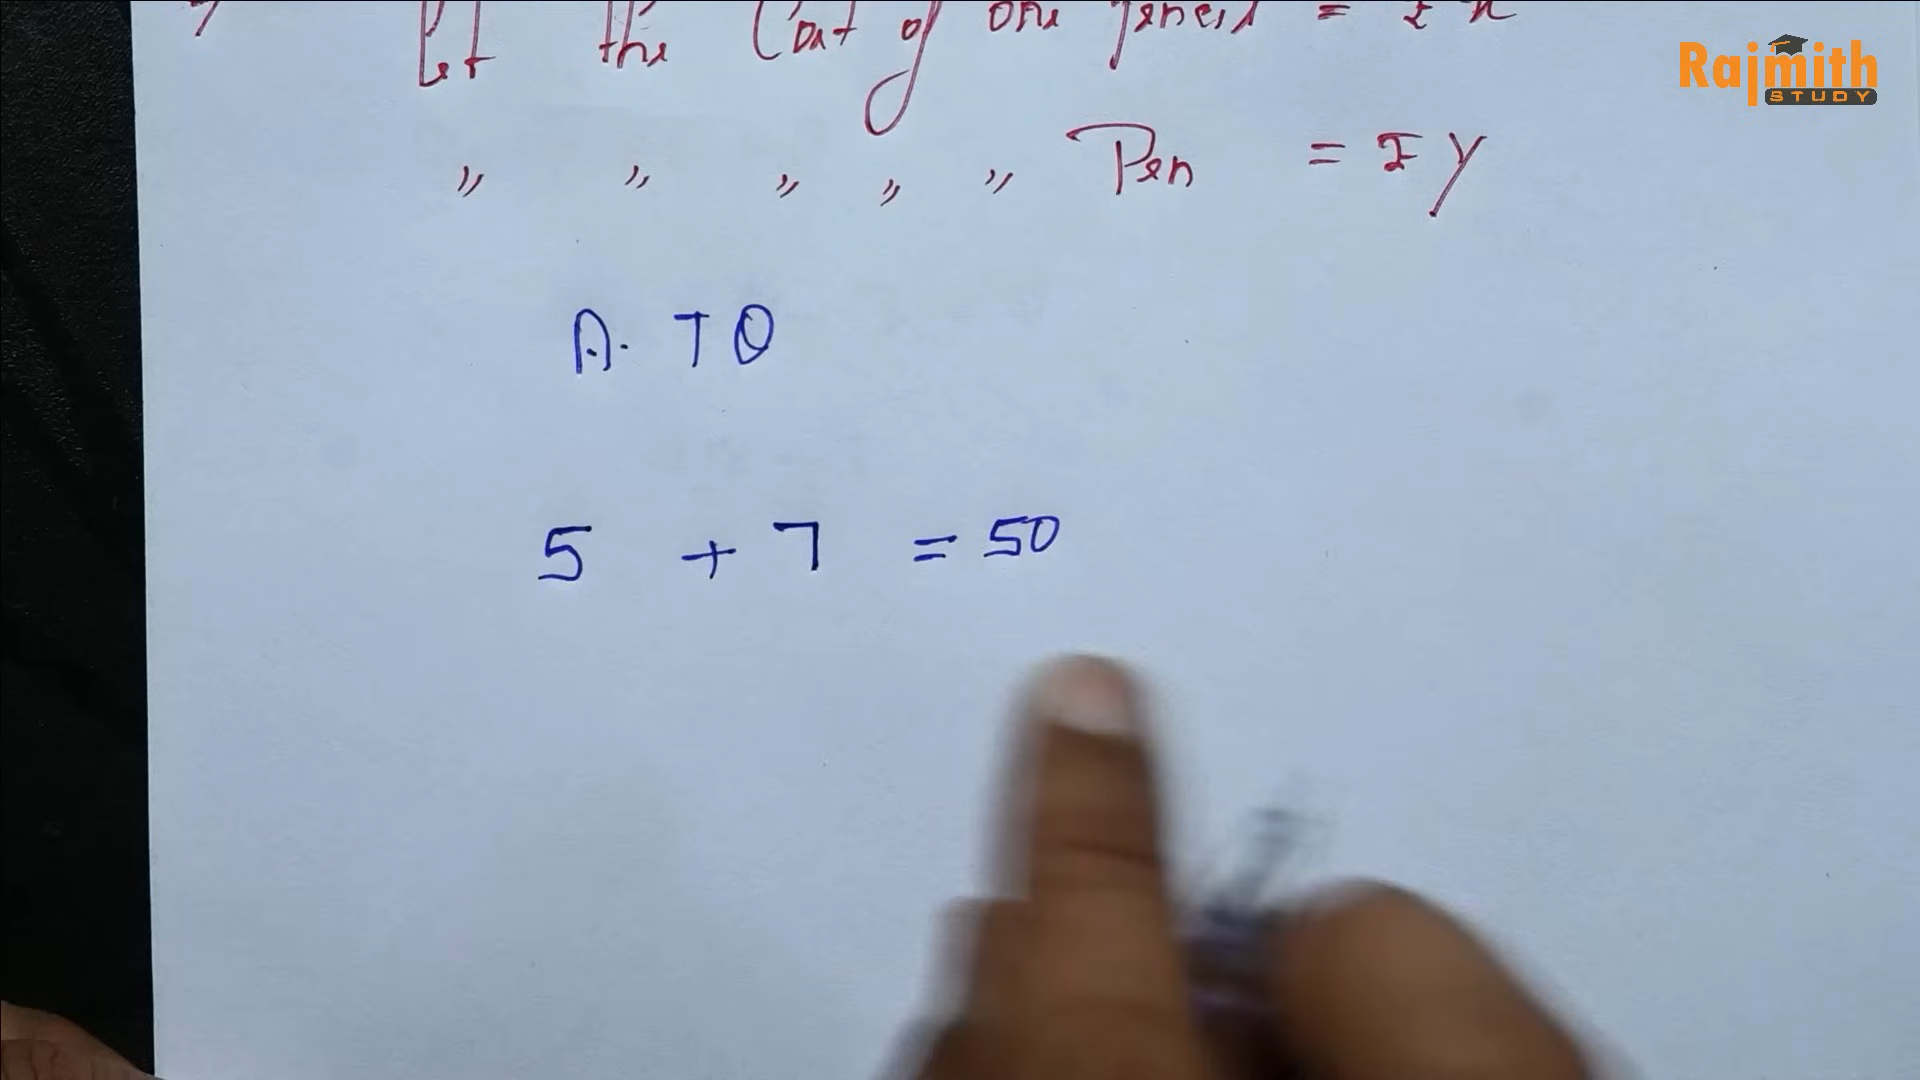 Let the Cost of one Pencil = ₹ x
Rajmith
STUDY
" " " " " Pen = ₹ y
A. T Q
5 + 7 = 50